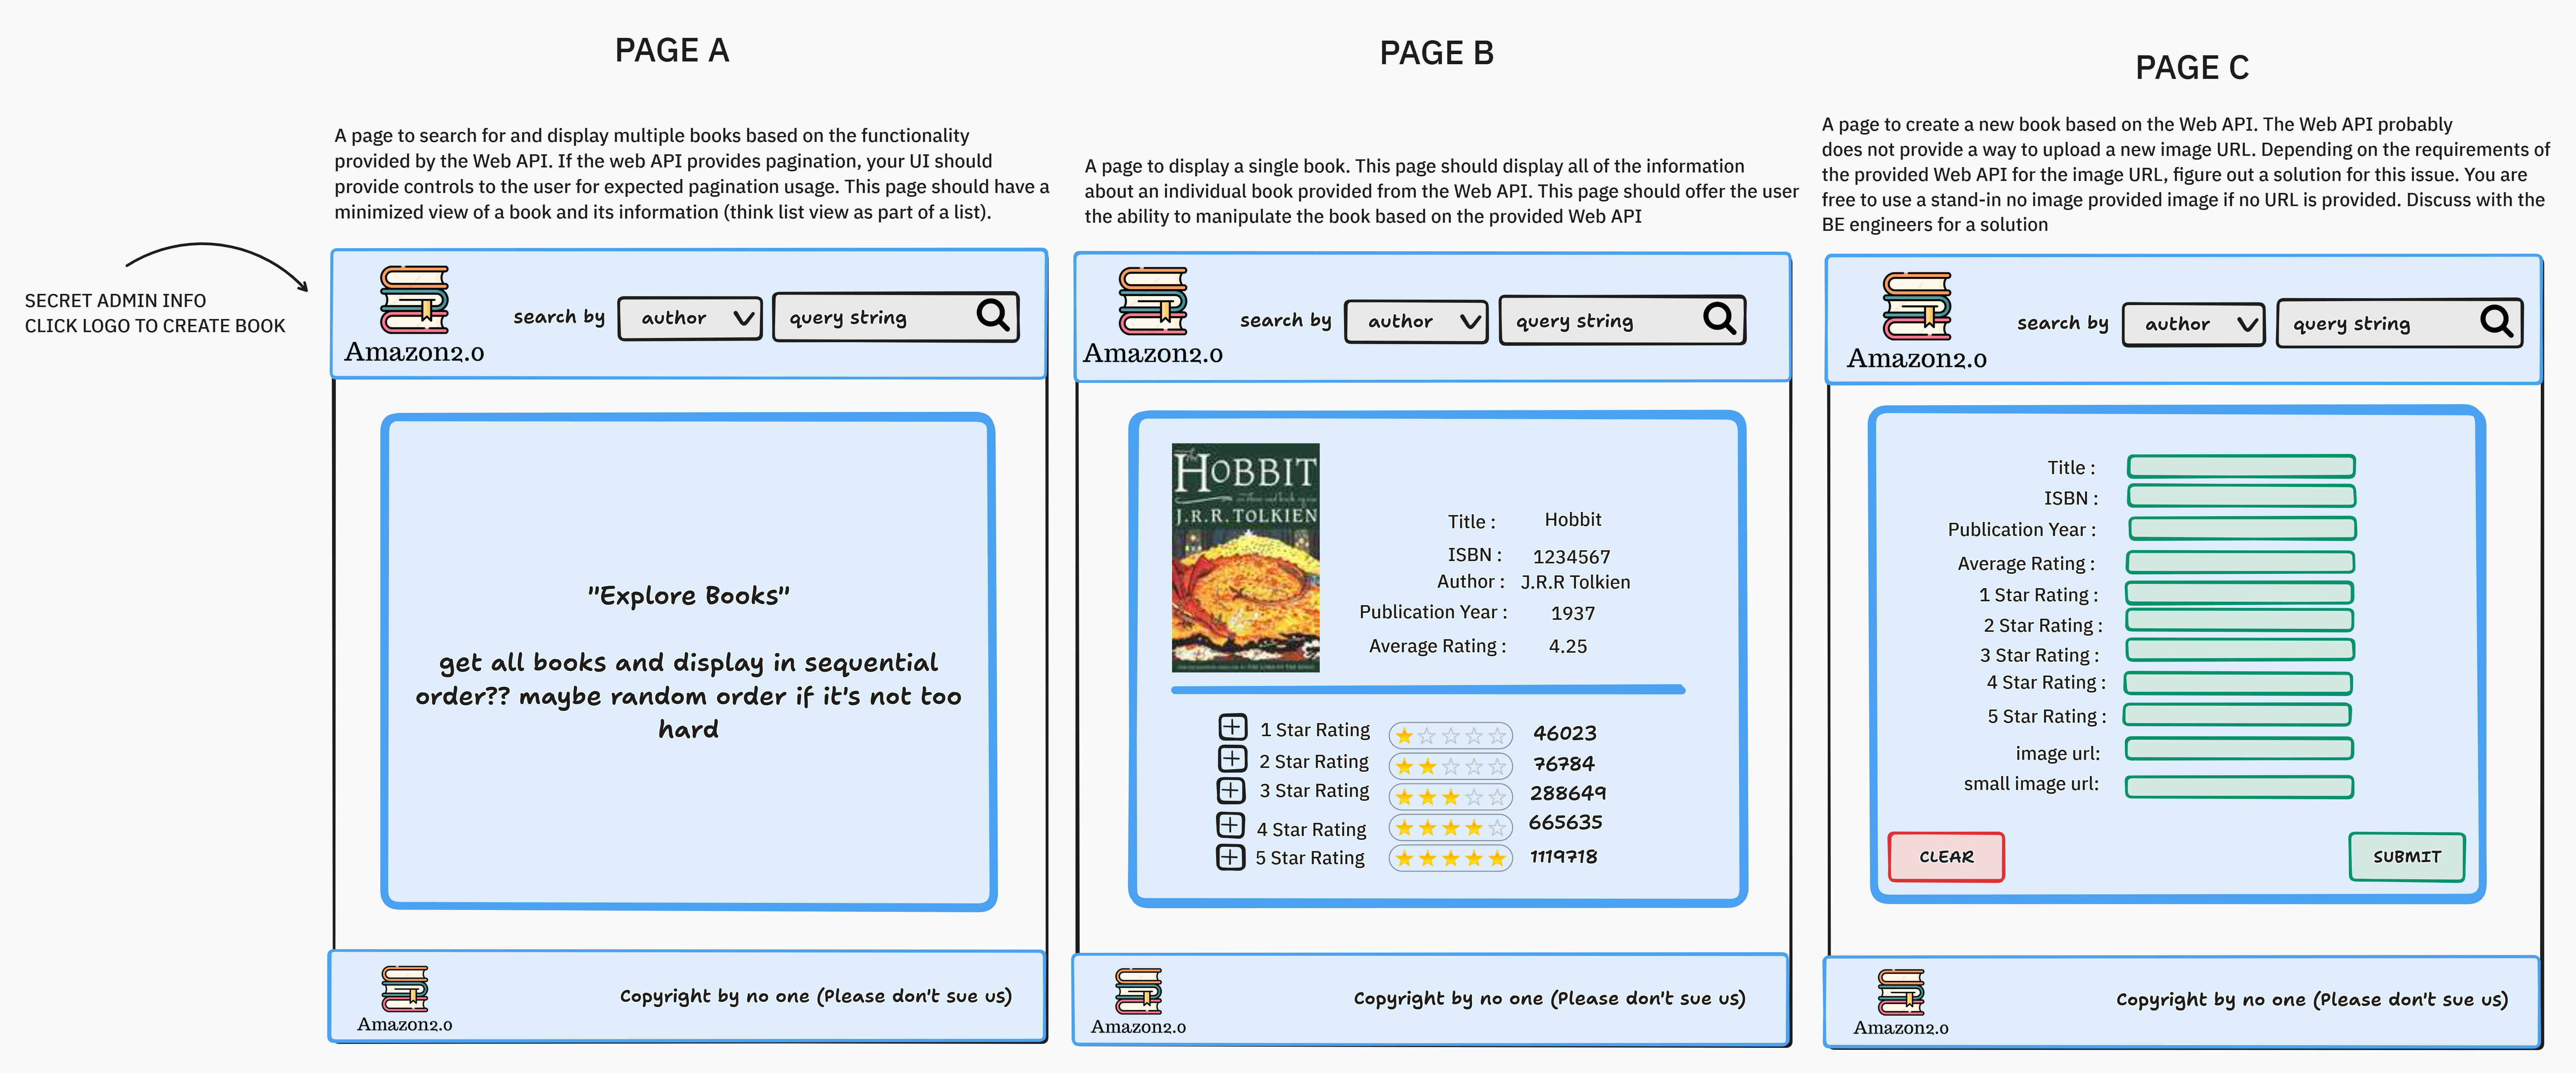 PAGE A
A page to search for and display multiple books based on the functionality
provided by the Web API. If the web API provides pagination, your UI should
provide controls to the user for expected pagination usage. This page should have a
minimized view of a book and its information (think list view as part of a list).
SECRET ADMIN INFO
CLICK LOGO TO CREATE BOOK
Amazon2.0
search by
author
query string
"Explore Books"
get all books and display in sequential
order?? maybe random order if it's not too
hard
Amazon2.0
Copyright by no one (Please don't sue us)
PAGE B
A page to display a single book. This page should display all of the information
about an individual book provided from the Web API. This page should offer the user
the ability to manipulate the book based on the provided Web API
Amazon2.0
search by
author
query string
The
HOBBIT
J.R.R. TOLKIEN
Title : Hobbit
ISBN : 1234567
Author : J.R.R Tolkien
Publication Year : 1937
Average Rating : 4.25
1 Star Rating 46023
2 Star Rating 76784
3 Star Rating 288649
4 Star Rating 665635
5 Star Rating 1119718
Amazon2.0
Copyright by no one (Please don't sue us)
PAGE C
A page to create a new book based on the Web API. The Web API probably
does not provide a way to upload a new image URL. Depending on the requirements of
the provided Web API for the image URL, figure out a solution for this issue. You are
free to use a stand-in no image provided image if no URL is provided. Discuss with the
BE engineers for a solution
Amazon2.0
search by
author
query string
Title :
ISBN :
Publication Year :
Average Rating :
1 Star Rating :
2 Star Rating :
3 Star Rating :
4 Star Rating :
5 Star Rating :
image url:
small image url:
CLEAR
SUBMIT
Amazon2.0
Copyright by no one (Please don't sue us)